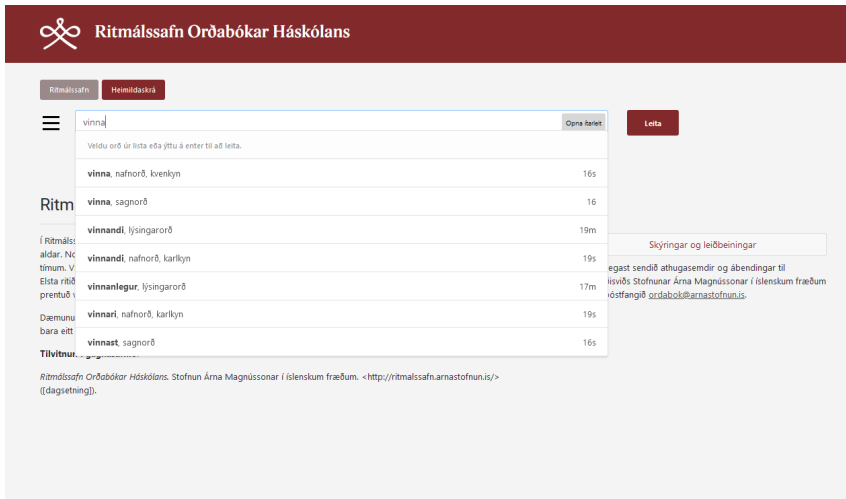 Ritmálssafn Orðabókar Háskólans
Ritmálssafn Heimildaskrá
vinna Opna ítarleit Leita
Veldu orð úr lista eða ýttu á enter til að leita.
vinna, nafnorð, kvenkyn 16s
vinna, sagnorð 16
vinnandi, lýsingarorð 19m
vinnandi, nafnorð, karlkyn 19s
vinnanlegur, lýsingarorð 17m
vinnari, nafnorð, karlkyn 19s
vinnast, sagnorð 16s
Ritm
Í Ritmálss
aldar. No
tímum. V
Elsta ritið
prentuð v
Dæmunu
bara eitt
Skýringar og leiðbeiningar
egast sendið athugasemdir og ábendingar til
ðisviðs Stofnunar Árna Magnússonar í íslenskum fræðum
póstfangið ordabok@arnastofnun.is.
Ritmálssafn Orðabókar Háskólans. Stofnun Árna Magnússonar í íslenskum fræðum. <http://ritmalssafn.arnastofnun.is/>
([dagsetning]).